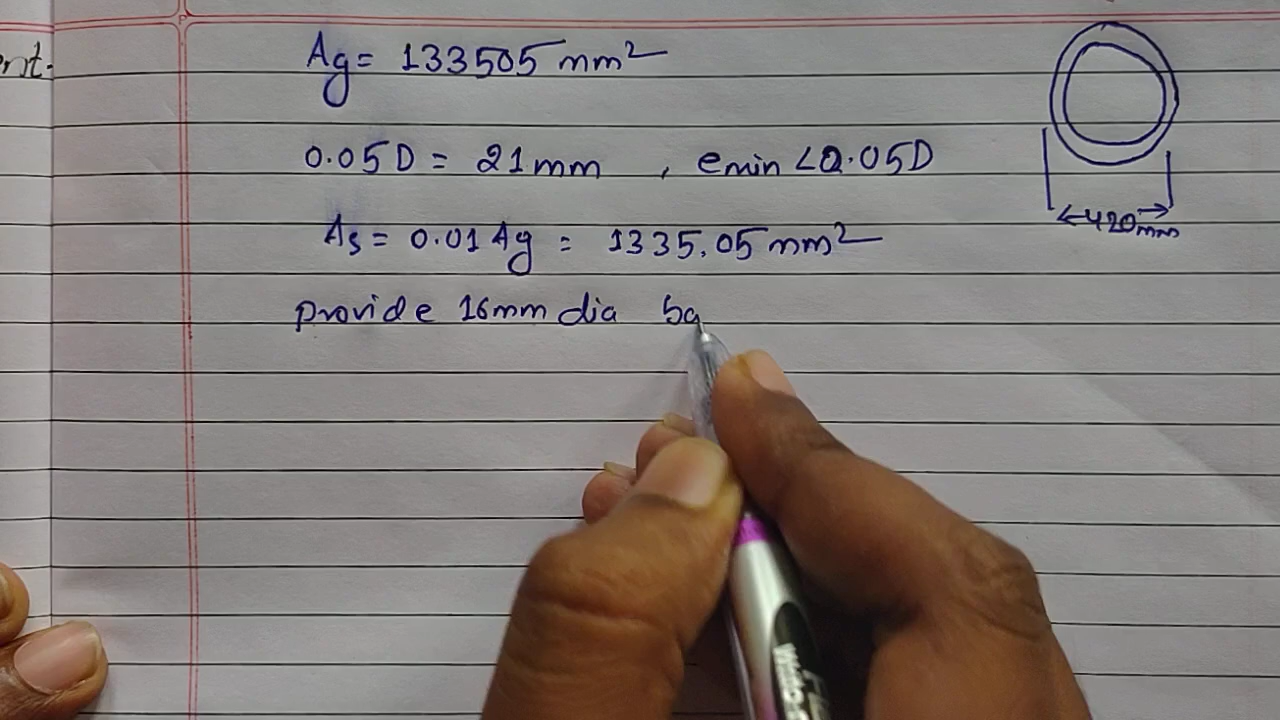 nt.
Ag = 133505 mm²
0.05D = 21mm , emin < 0.05D
As = 0.01 Ag = 1335.05 mm²
provide 16mm dia ba
420mm